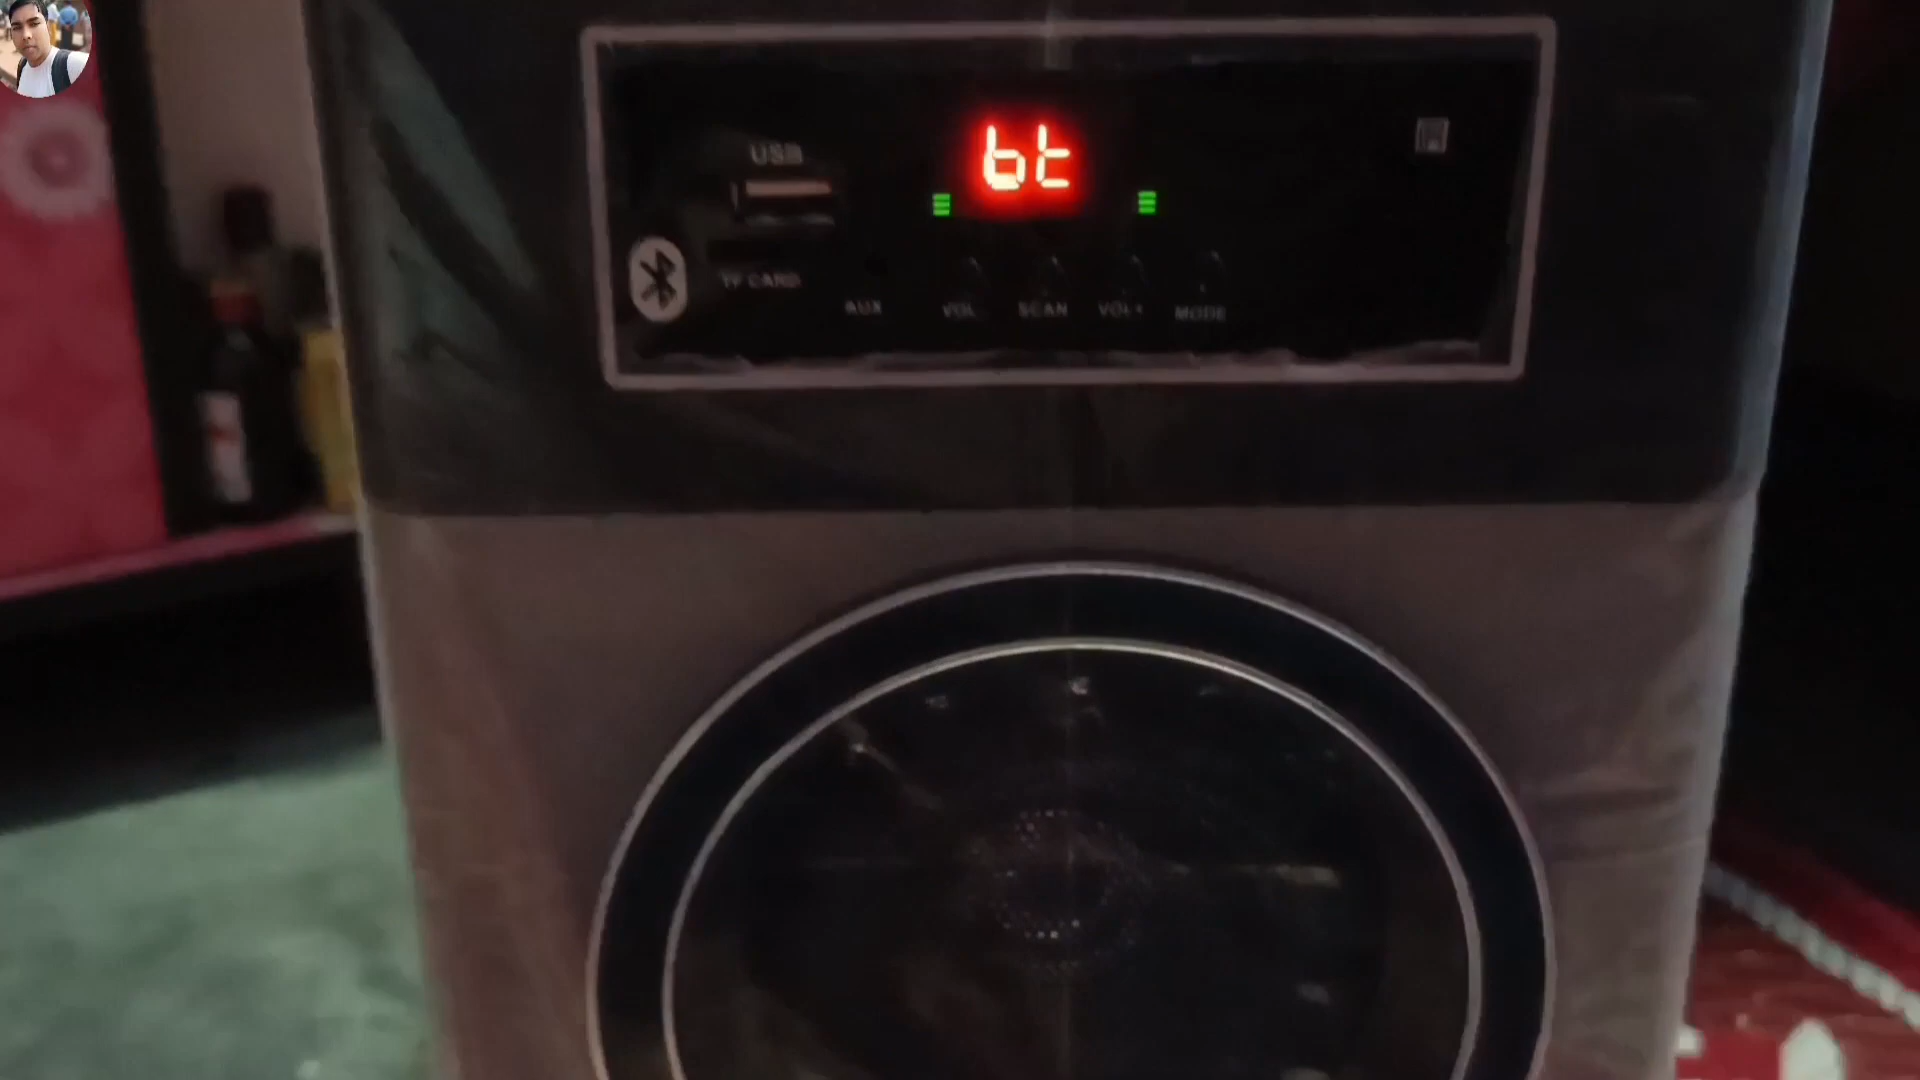 bt
USB
TF CARD
AUX
VOL-
SCAN
VOL+
MODE